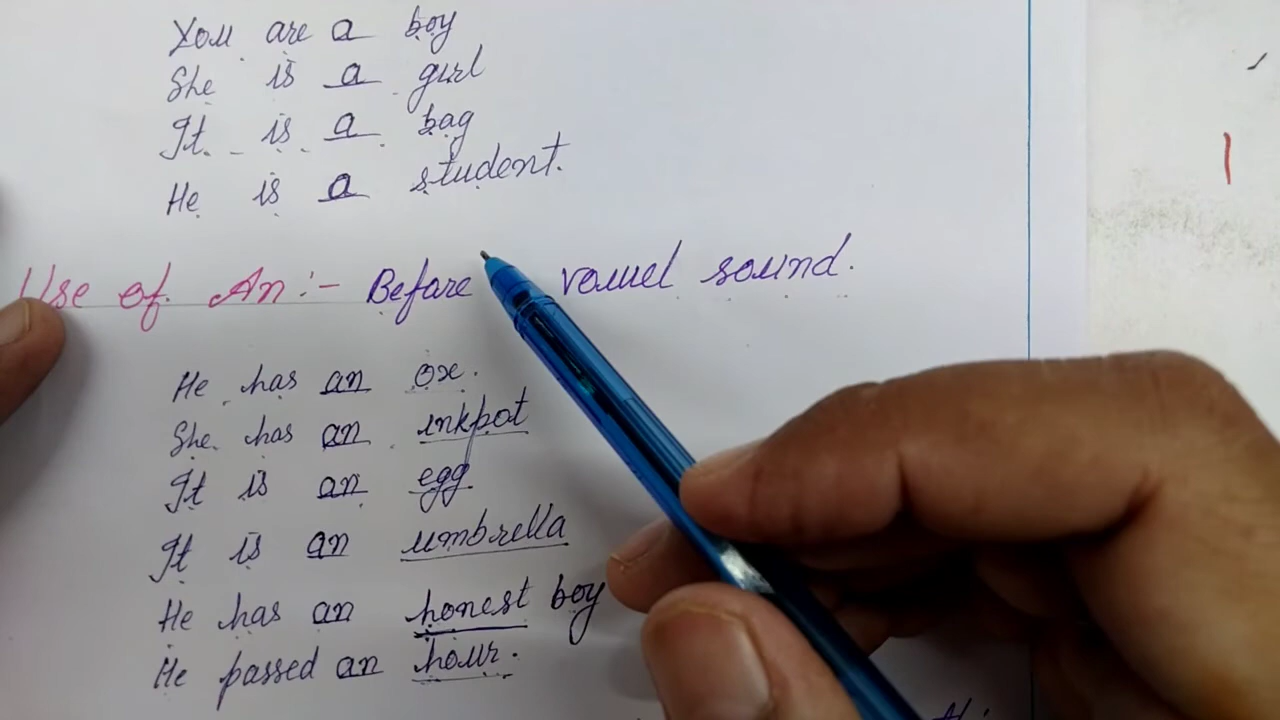 You are a boy
She is a girl
It is a bag
He is a student.
Use of An :- Before vowel sound.
He has an ox.
She has an inkpot
It is an egg
It is an umbrella
He has an honest boy
He passed an hour.